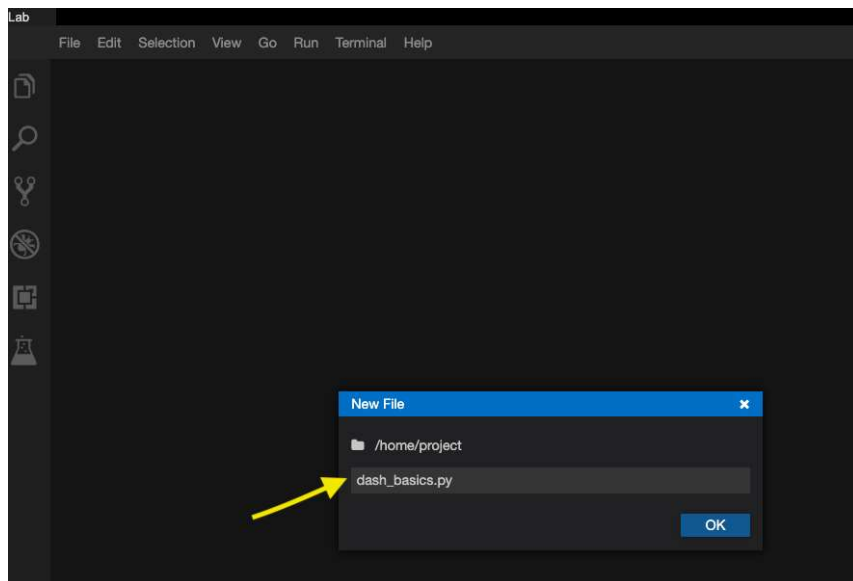 Lab
File Edit Selection View Go Run Terminal Help
New File
/home/project
dash_basics.py
OK